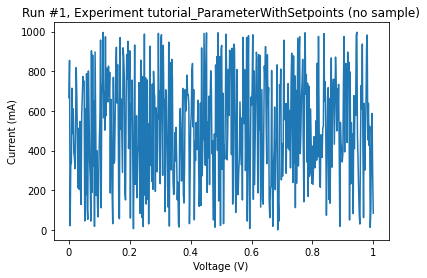 Run #1, Experiment tutorial_ParameterWithSetpoints (no sample)
1000
800
600
400
200
0
Current (mA)
0 0.2 0.4 0.6 0.8 1
Voltage (V)